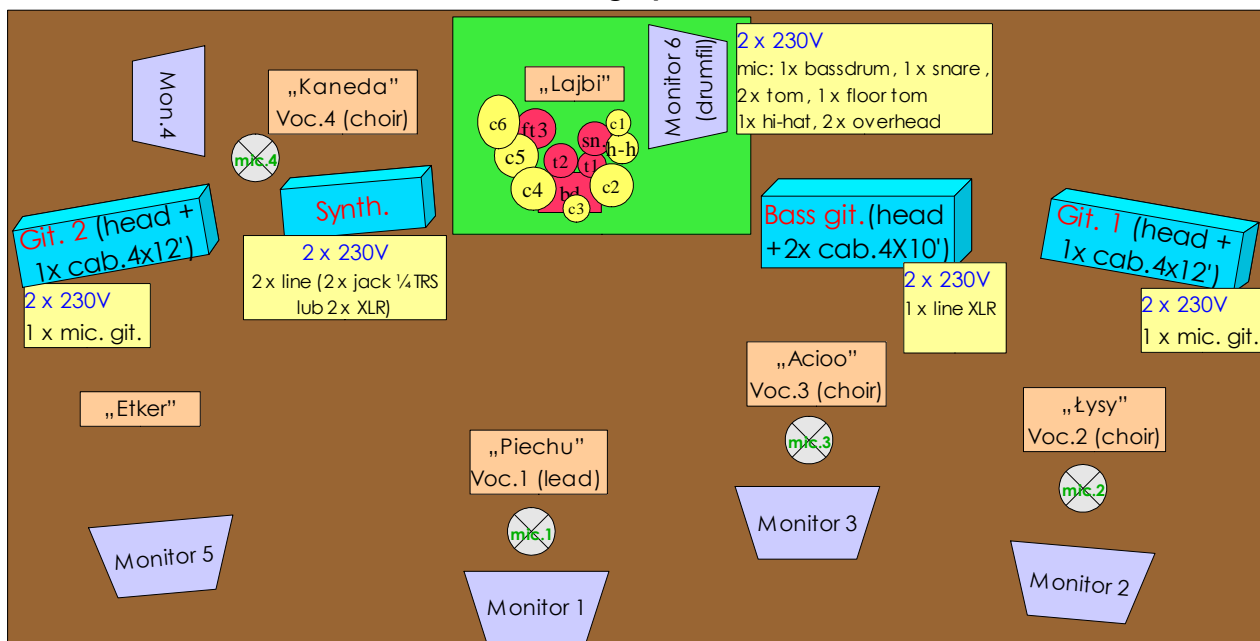 Mon.4
„Kaneda”
Voc.4 (choir)
mic.4
„Lajbi”
c6
ft3
c5
t2
c4
sn.
c1
h-h
t1
bd
c2
c3
Monitor 6
(drumfil)
2 x 230V
mic: 1x bassdrum, 1x snare,
2x tom, 1x floor tom
1x hi-hat, 2x overhead
Git. 2 (head +
1x cab.4x12')
2 x 230V
1 x mic. git.
Synth.
2 x 230V
2 x line (2 x jack ¼ TRS
lub 2 x XLR)
Bass git.(head
+2x cab.4X10')
2 x 230V
1 x line XLR
Git. 1 (head +
1x cab.4x12')
2 x 230V
1 x mic. git.
„Etker”
„Piechu”
Voc.1 (lead)
mic.1
„Acioo”
Voc.3 (choir)
mic.3
„Łysy”
Voc.2 (choir)
mic.2
Monitor 5
Monitor 1
Monitor 3
Monitor 2